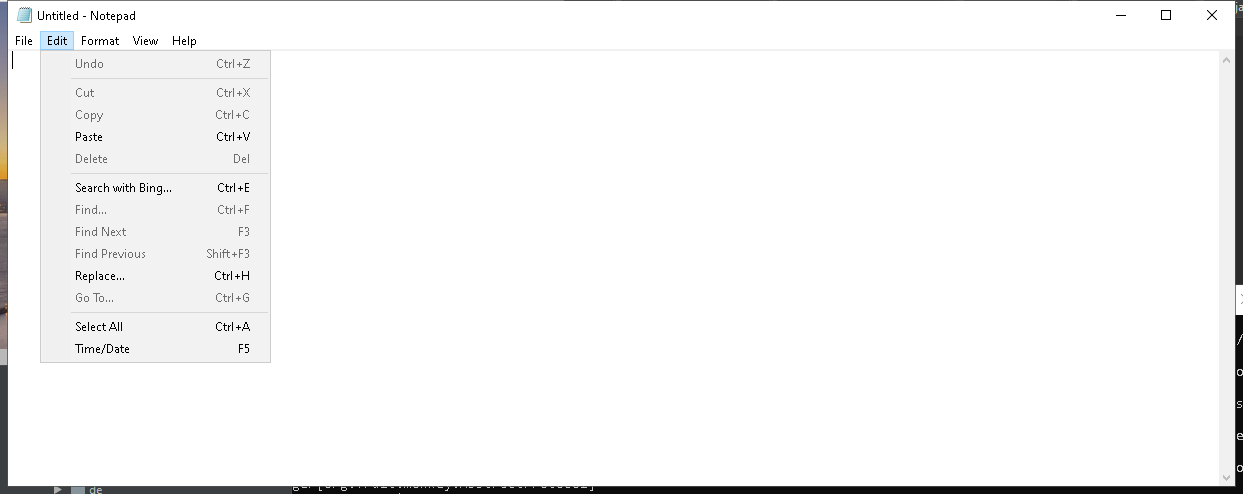 Untitled - Notepad
File Edit Format View Help
Undo Ctrl+Z
Cut Ctrl+X
Copy Ctrl+C
Paste Ctrl+V
Delete Del
Search with Bing... Ctrl+E
Find... Ctrl+F
Find Next F3
Find Previous Shift+F3
Replace... Ctrl+H
Go To... Ctrl+G
Select All Ctrl+A
Time/Date F5
de